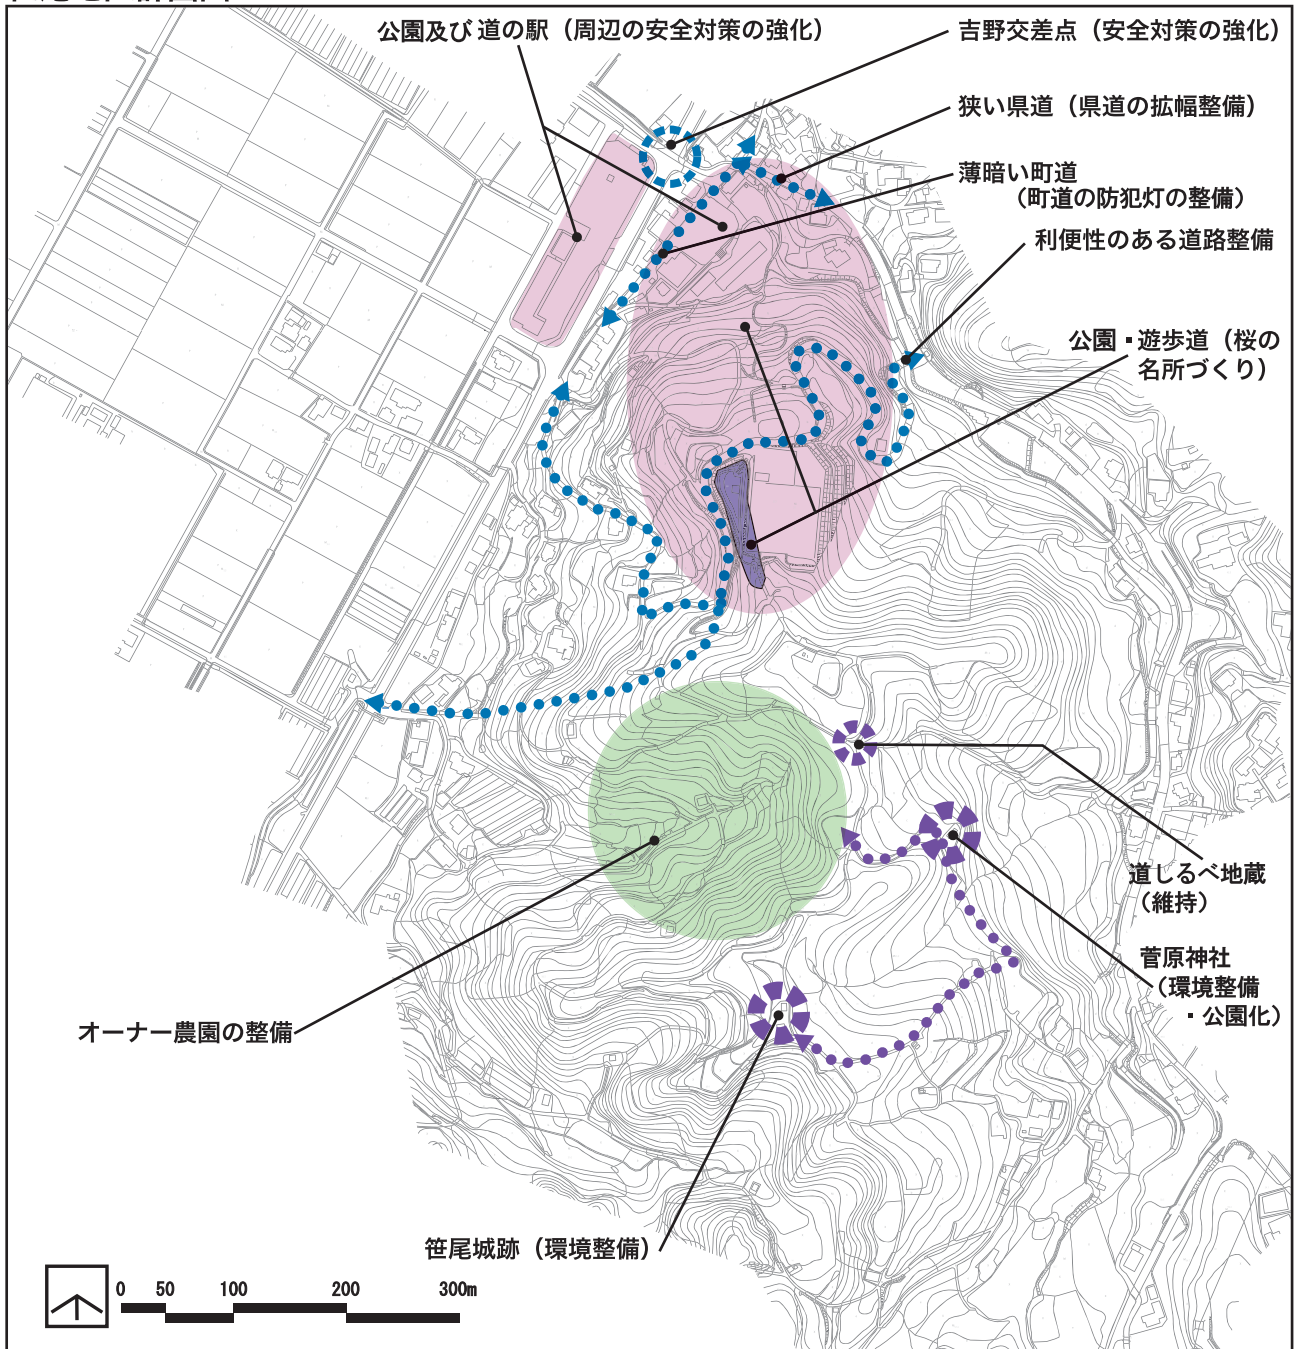 公園及び 道の駅（周辺の安全対策の強化）
吉野交差点（安全対策の強化）
狭い県道（県道の拡幅整備）
薄暗い町道
（町道の防犯灯の整備）
利便性のある道路整備
公園・遊歩道（桜の
名所づくり）
道しるべ地蔵
（維持）
菅原神社
（環境整備
・公園化）
オーナー農園の整備
笹尾城跡（環境整備）
0 50 100 200 300m